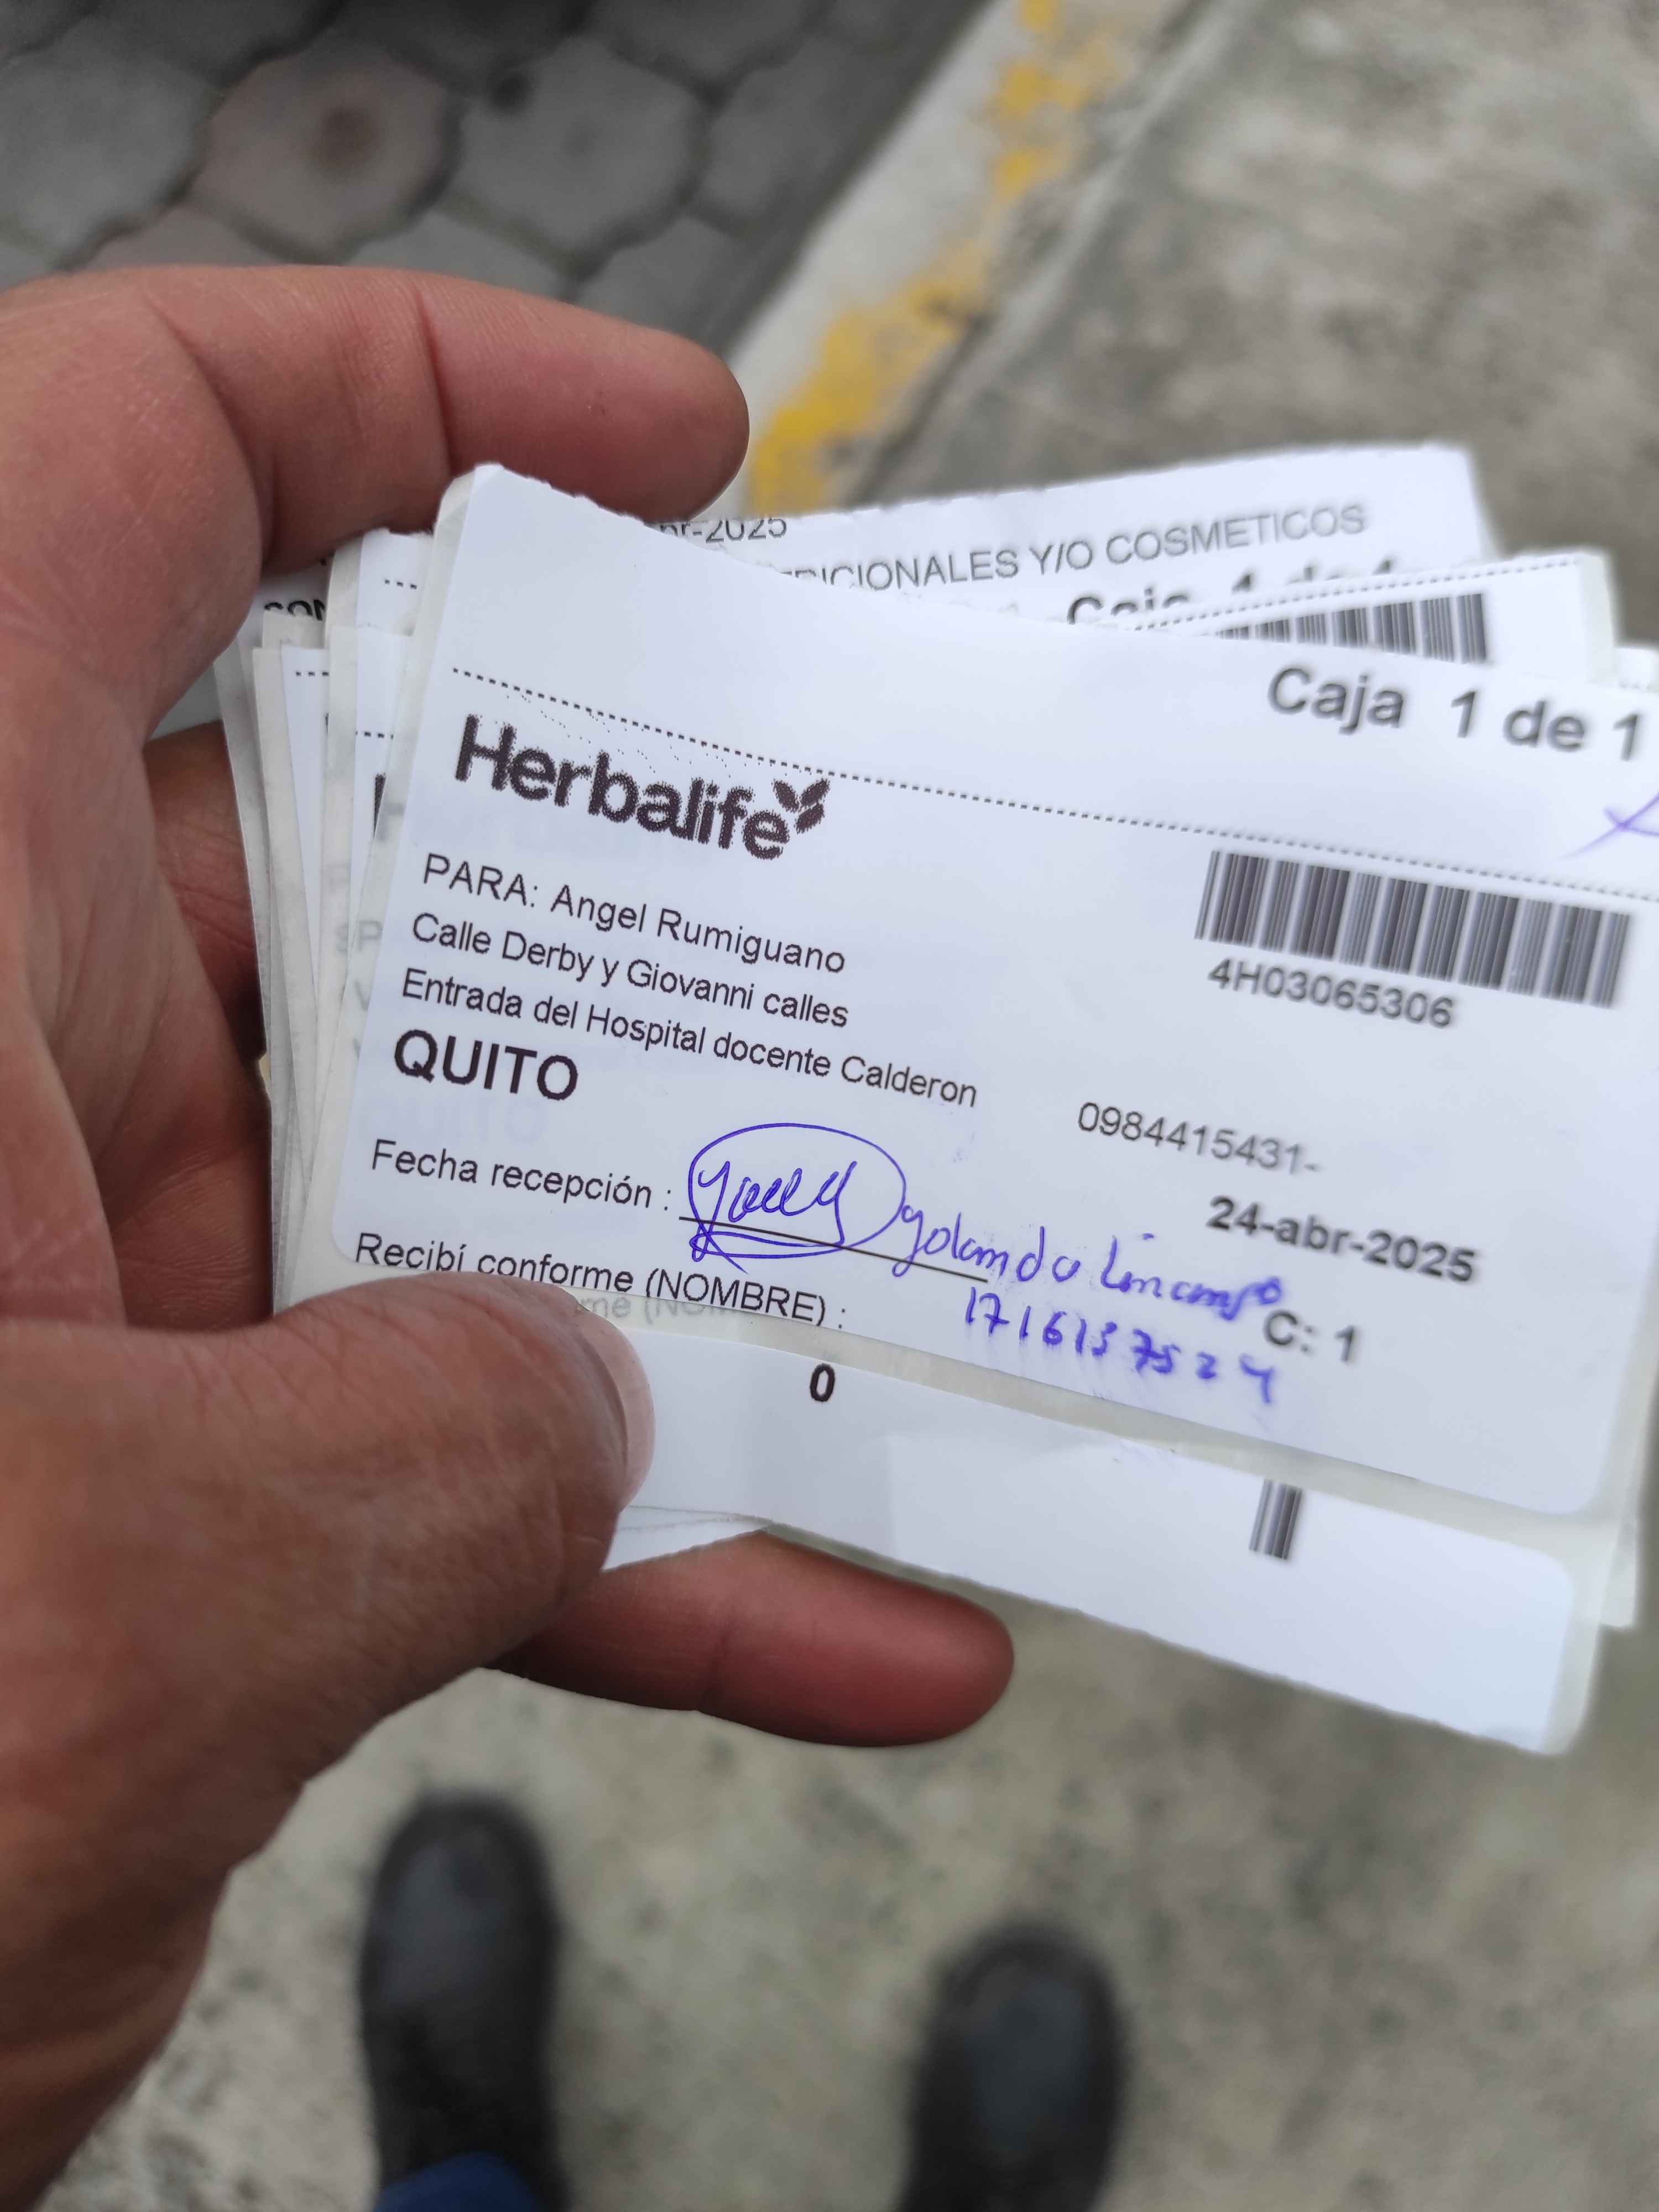 -2025
ICIONALES Y/O COSMETICOS
Caja 1 de 1
Herbalife
PARA: Angel Rumiguano
Calle Derby y Giovanni calles
4H03065306
Entrada del Hospital docente Calderon
QUITO
0984415431-
Fecha recepción :
24-abr-2025
Recibí conforme (NOMBRE) :
C: 1
0